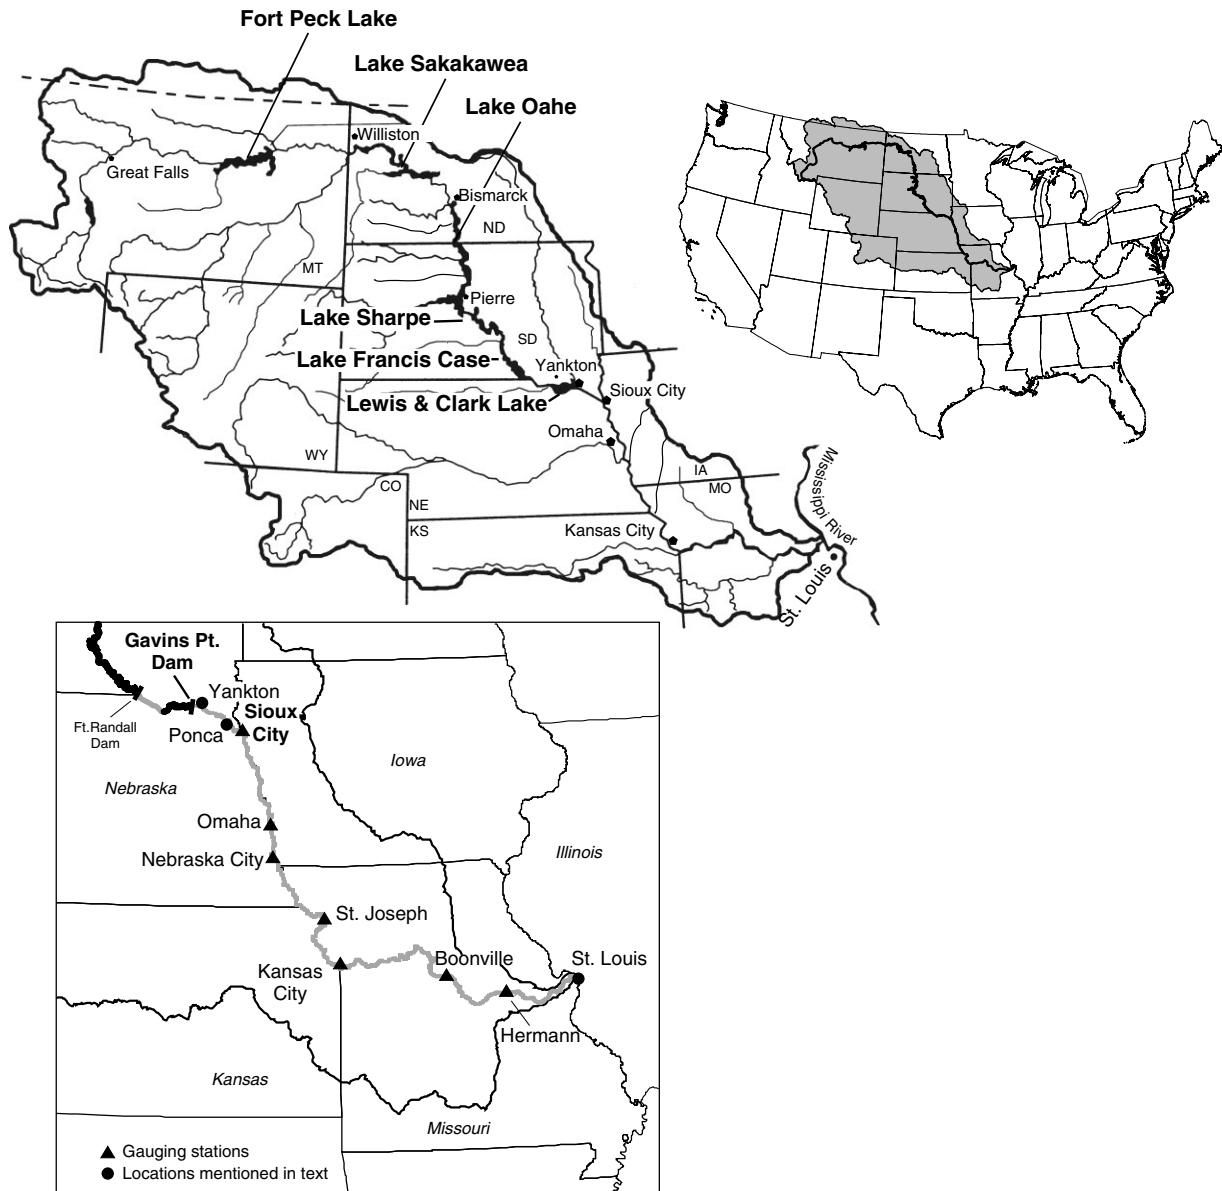 Fort Peck Lake
Lake Sakakawea
Lake Oahe
Williston
Great Falls
Bismarck
ND
MT
Pierre
Lake Sharpe
SD
Lake Francis Case
Yankton
Lewis & Clark Lake
Sioux City
Omaha
WY
IA
CO
MO
NE
KS
Kansas City
Mississippi River
St. Louis
Gavins Pt.
Dam
Yankton
Sioux
City
Ft.Randall
Dam
Ponca
Iowa
Nebraska
Omaha
Nebraska City
Illinois
St. Joseph
Boonville
St. Louis
Kansas
City
Hermann
Kansas
Missouri
Gauging stations
Locations mentioned in text